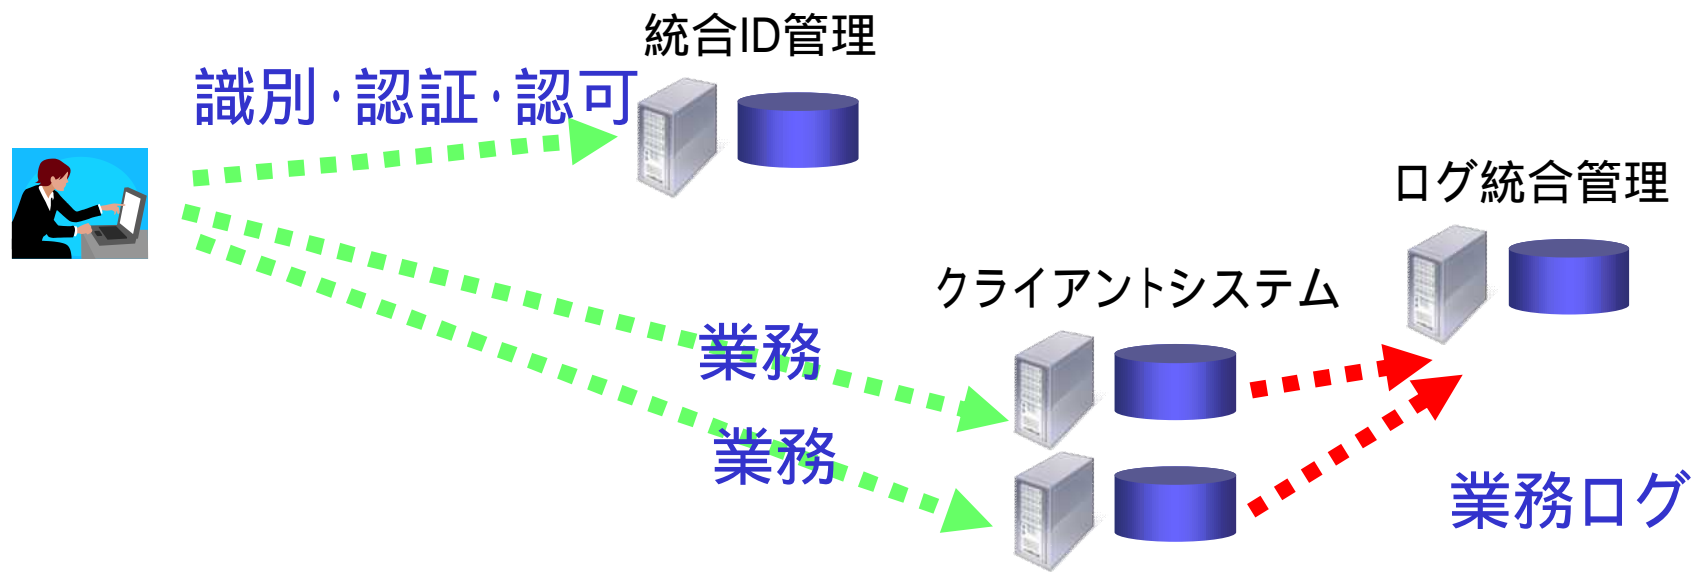 統合ID管理
識別・認証・認可
ログ統合管理
クライアントシステム
業務
業務
業務ログ